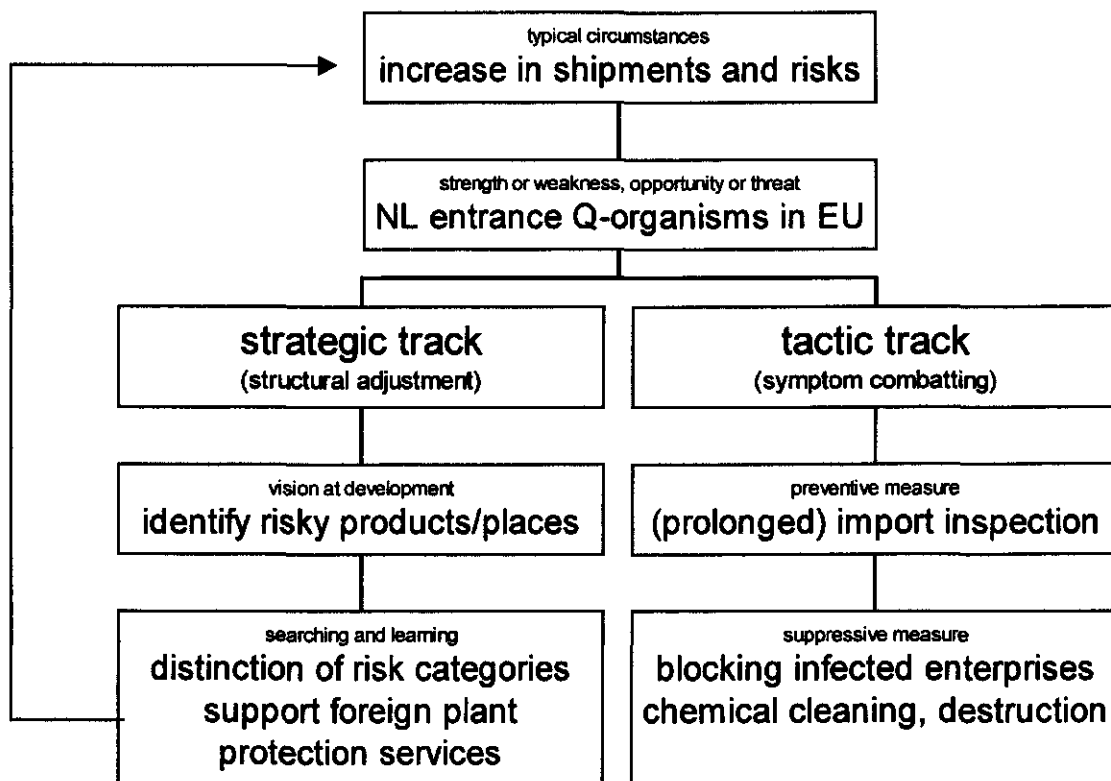 typical circumstances
increase in shipments and risks
strength or weakness, opportunity or threat
NL entrance Q-organisms in EU
strategic track
(structural adjustment)
tactic track
(symptom combatting)
vision at development
identify risky products/places
preventive measure
(prolonged) import inspection
searching and learning
distinction of risk categories
support foreign plant
protection services
suppressive measure
blocking infected enterprises
chemical cleaning, destruction